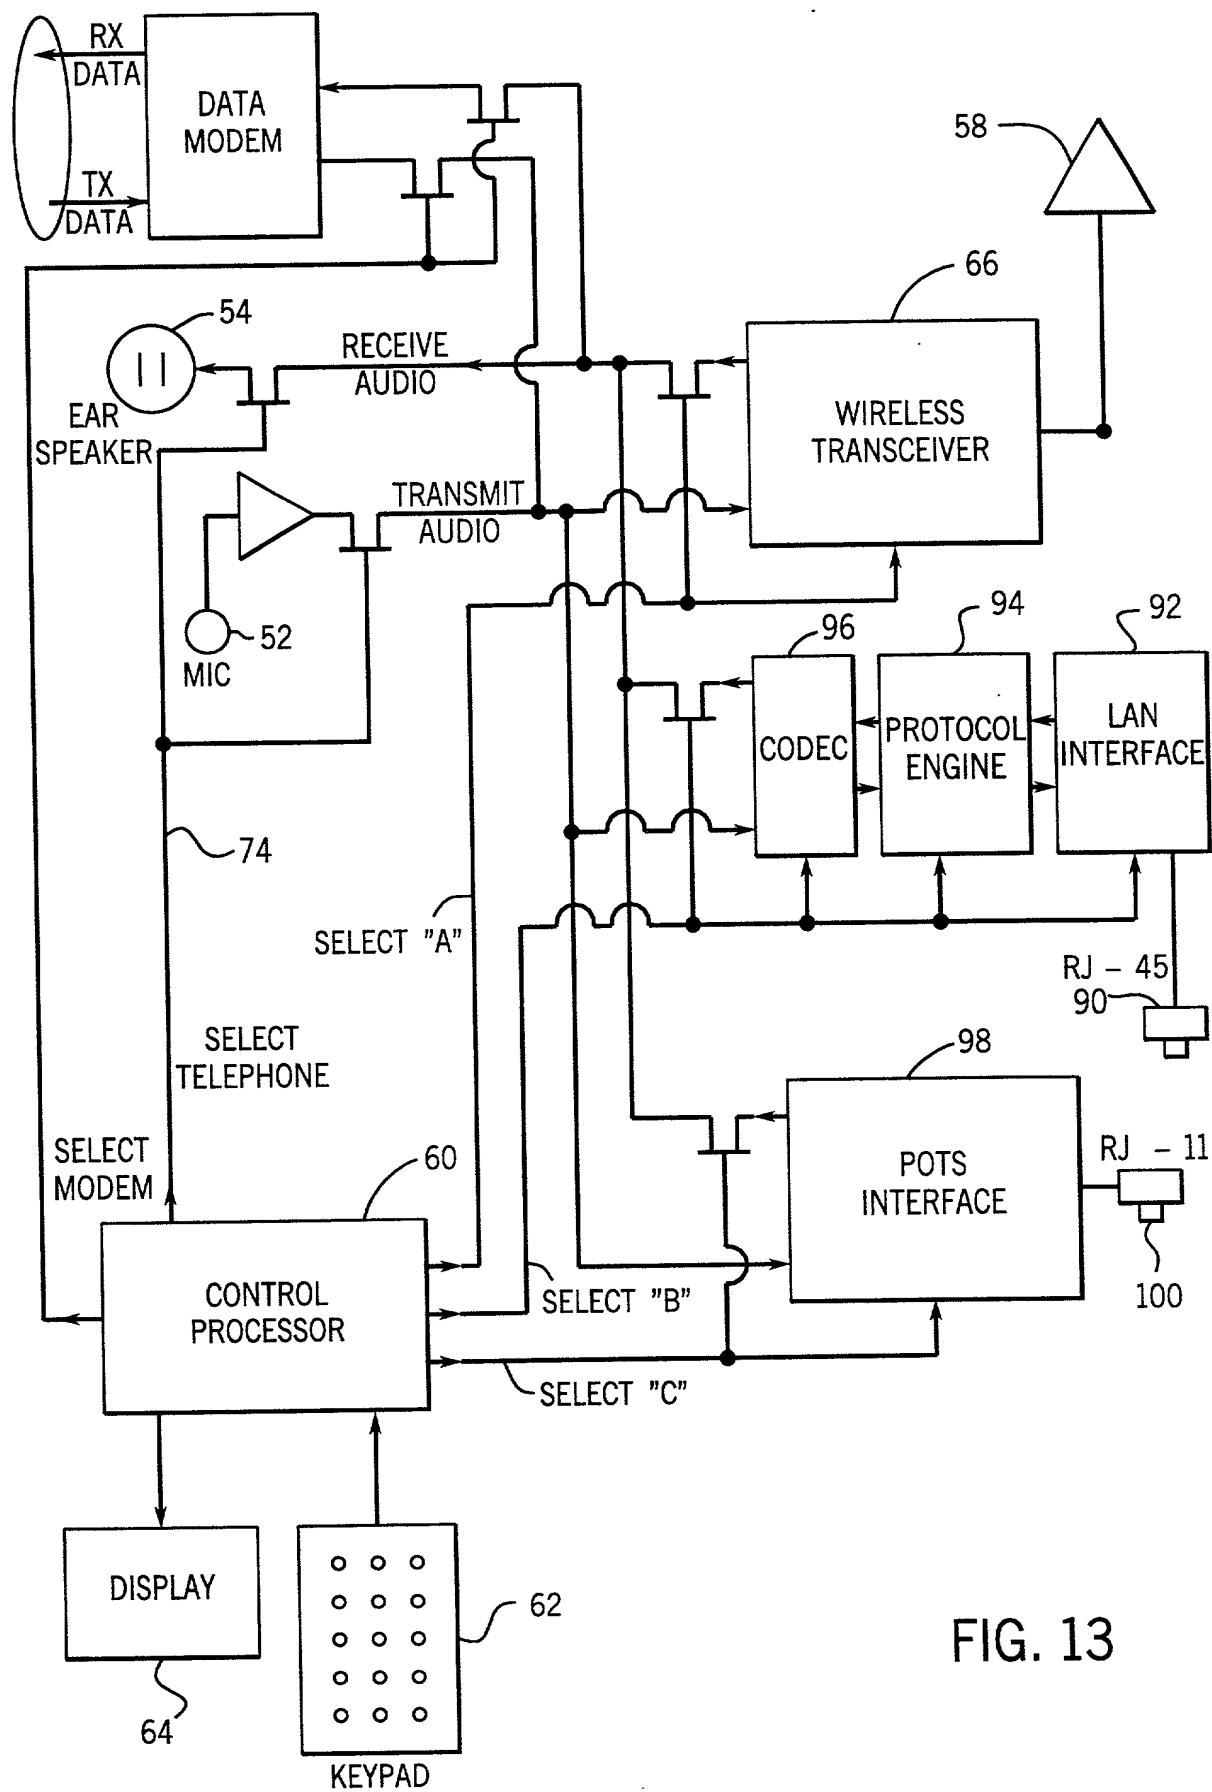 RX
DATA
DATA
MODEM
TX
DATA
58
66
54
RECEIVE
AUDIO
EAR
SPEAKER
WIRELESS
TRANSCEIVER
TRANSMIT
AUDIO
52
MIC
96
94
92
CODEC
PROTOCOL
ENGINE
LAN
INTERFACE
74
SELECT "A"
RJ - 45
90
SELECT
TELEPHONE
98
SELECT
MODEM
60
POTS
INTERFACE
RJ - 11
100
CONTROL
PROCESSOR
SELECT "B"
SELECT "C"
DISPLAY
62
64
KEYPAD
FIG. 13